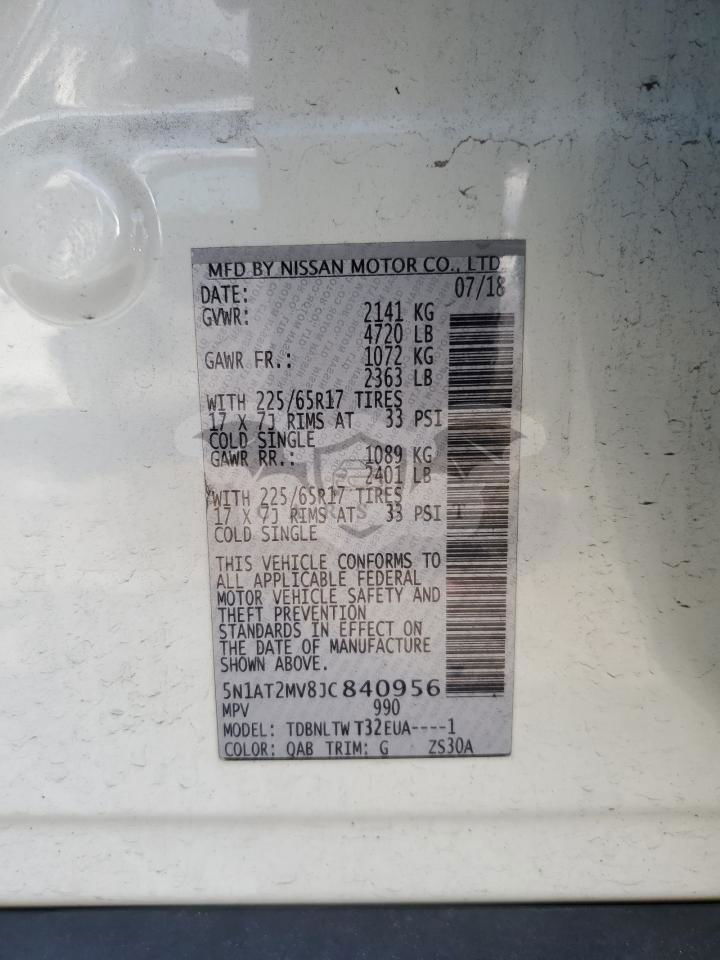 MFD BY NISSAN MOTOR CO., LTD
DATE: 07/18
GVWR: 2141 KG
4720 LB
GAWR FR.: 1072 KG
2363 LB
WITH 225/65R17 TIRES
17 X 7J RIMS AT 33 PSI
COLD SINGLE
GAWR RR.: 1089 KG
2401 LB
WITH 225/65R17 TIRES
17 X 7J RIMS AT 33 PSI
COLD SINGLE
THIS VEHICLE CONFORMS TO
ALL APPLICABLE FEDERAL
MOTOR VEHICLE SAFETY AND
THEFT PREVENTION
STANDARDS IN EFFECT ON
THE DATE OF MANUFACTURE
SHOWN ABOVE.
5N1AT2MV8JC840956
MPV 990
MODEL: TDBNLTW T32EUA----1
COLOR: QAB TRIM: G ZS30A